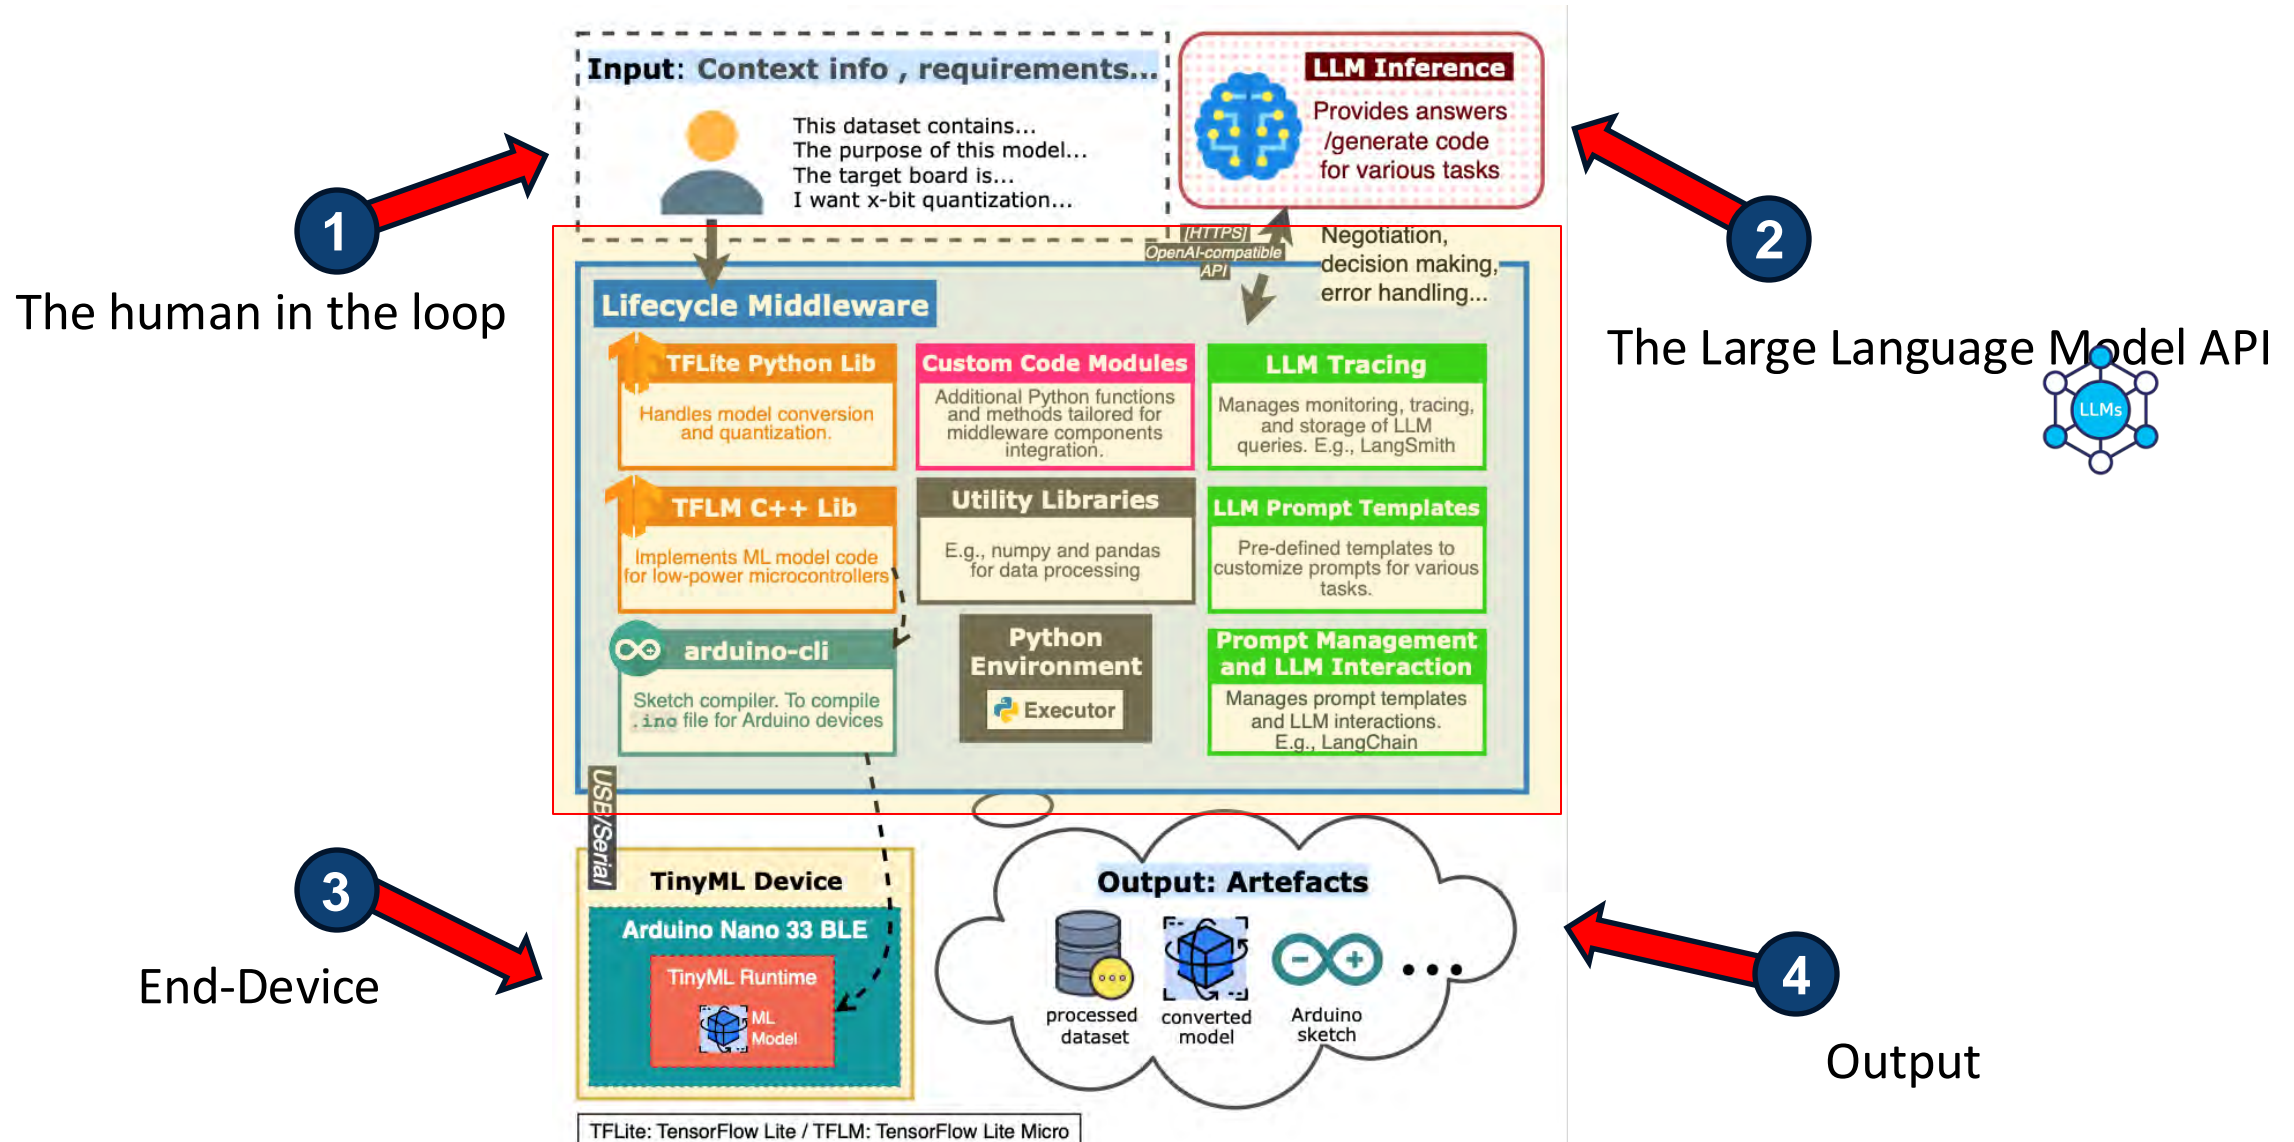 Input: Context info , requirements...
This dataset contains...
The purpose of this model...
The target board is...
I want x-bit quantization...
LLM Inference
Provides answers
/generate code
for various tasks
1
The human in the loop
2
The Large Language Model API
LLMs
[HTTPS]
OpenAI-compatible
API
Negotiation,
decision making,
error handling...
Lifecycle Middleware
TFLite Python Lib
Handles model conversion
and quantization.
Custom Code Modules
Additional Python functions
and methods tailored for
middleware components
integration.
LLM Tracing
Manages monitoring, tracing,
and storage of LLM
queries. E.g., LangSmith
TFLM C++ Lib
Implements ML model code
for low-power microcontrollers
Utility Libraries
E.g., numpy and pandas
for data processing
LLM Prompt Templates
Pre-defined templates to
customize prompts for various
tasks.
arduino-cli
Sketch compiler. To compile
.ino file for Arduino devices
Python
Environment
Executor
Prompt Management
and LLM Interaction
Manages prompt templates
and LLM interactions.
E.g., LangChain
USB/Serial
3
End-Device
TinyML Device
Arduino Nano 33 BLE
TinyML Runtime
ML
Model
Output: Artefacts
processed
dataset
converted
model
Arduino
sketch
...
4
Output
TFLite: TensorFlow Lite / TFLM: TensorFlow Lite Micro